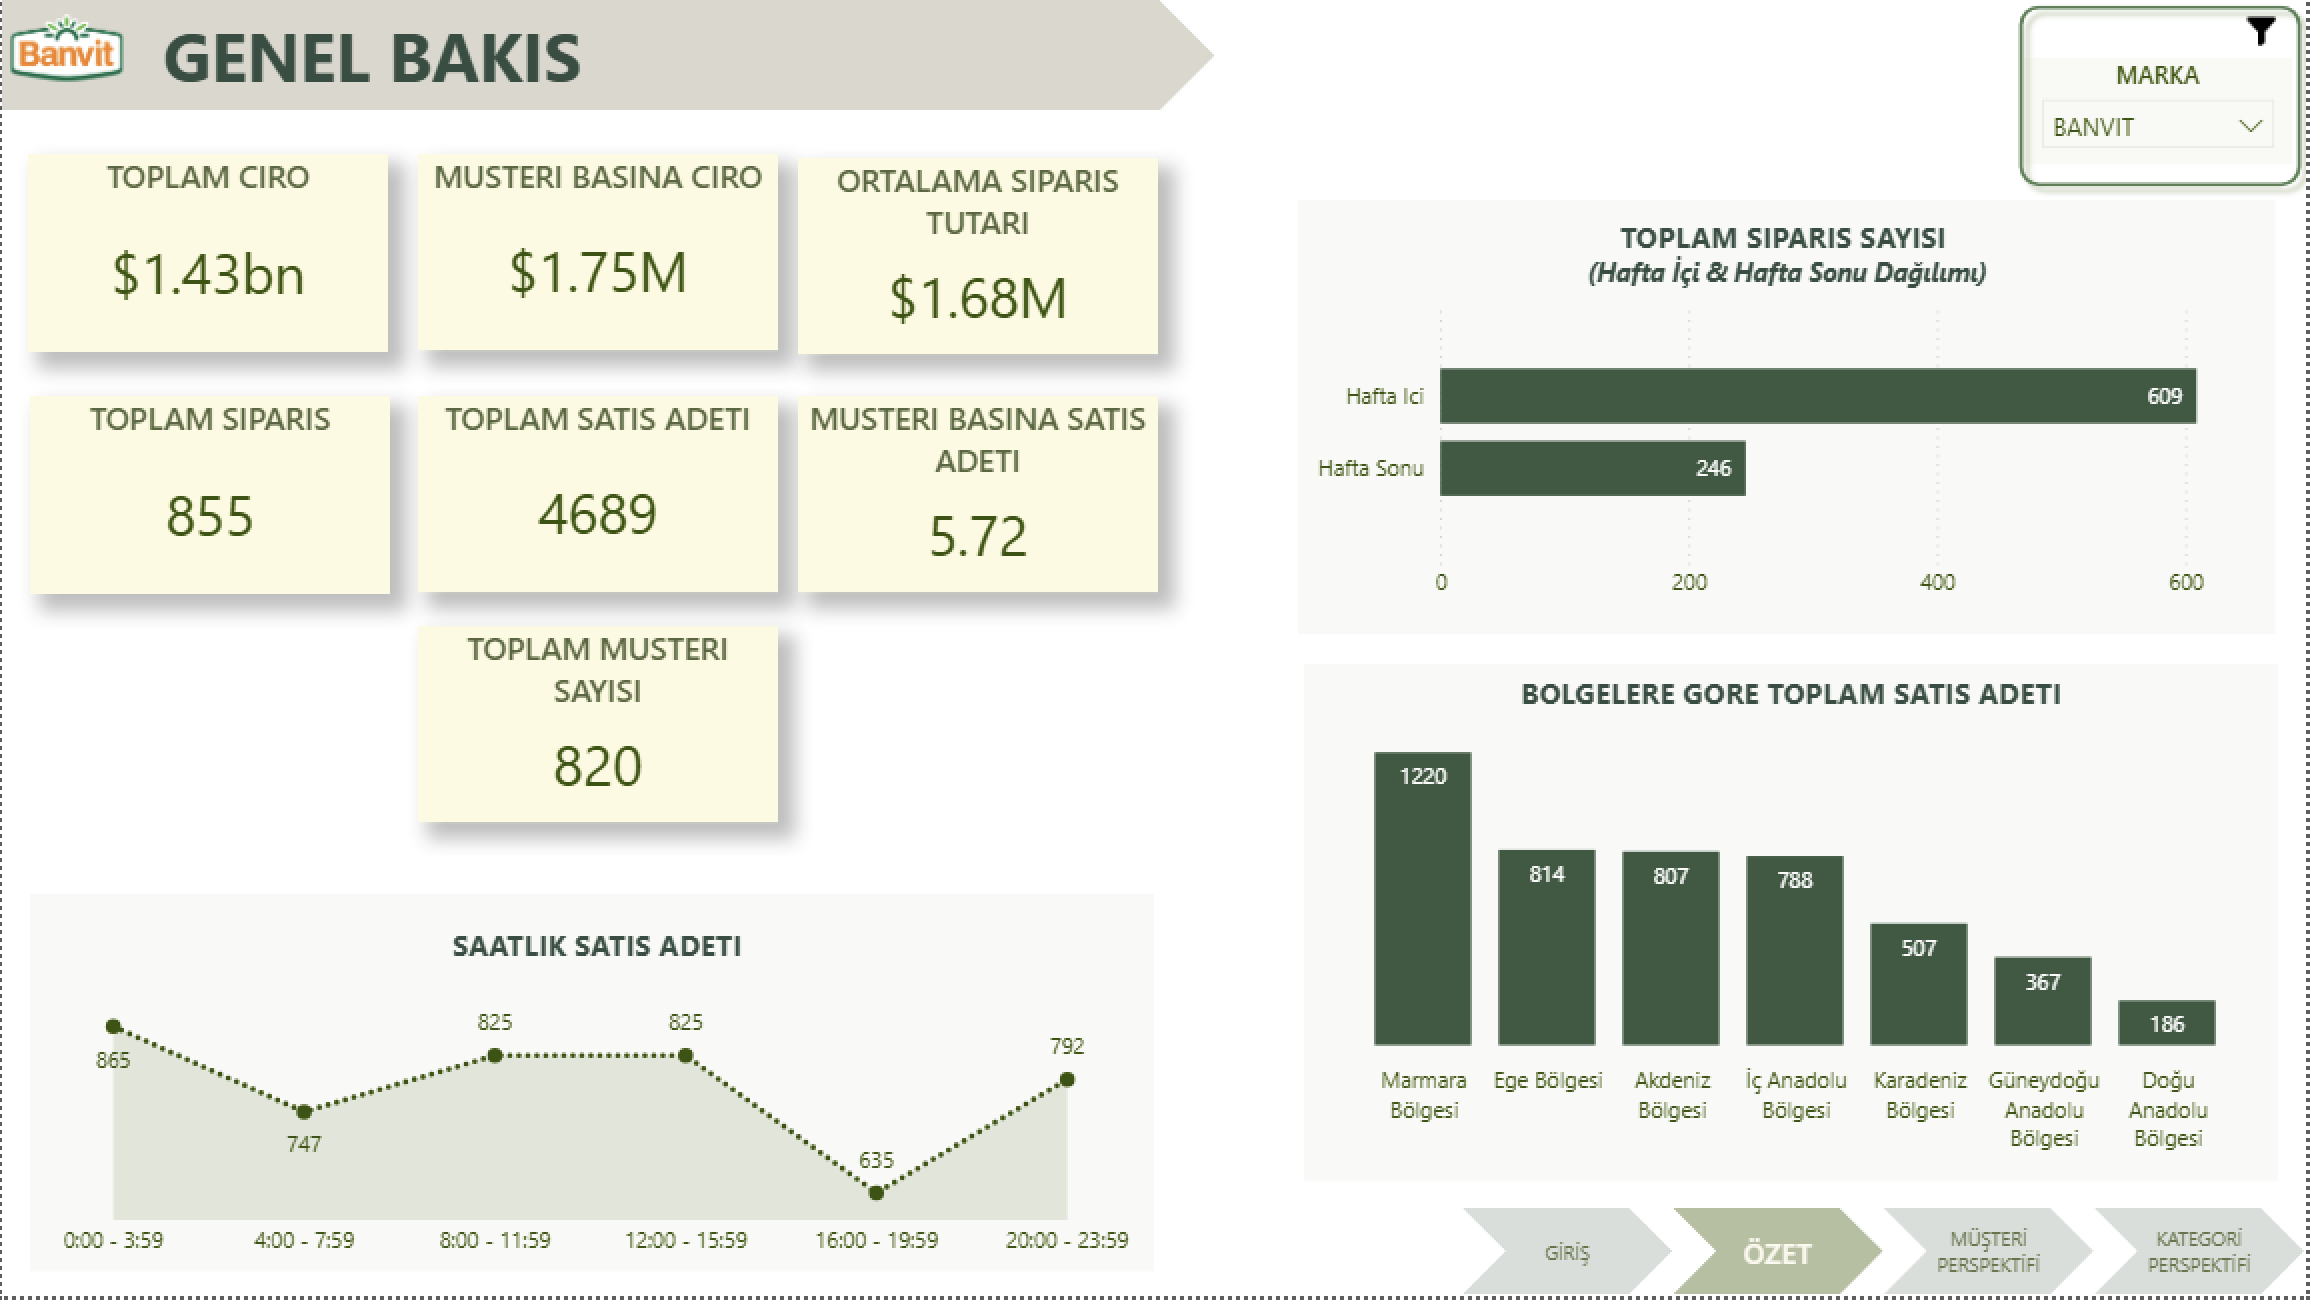 Banvit
GENEL BAKIS
MARKA
BANVIT
TOPLAM CIRO
$1.43bn
MUSTERI BASINA CIRO
$1.75M
ORTALAMA SIPARIS
TUTARI
$1.68M
TOPLAM SIPARIS
855
TOPLAM SATIS ADETI
4689
MUSTERI BASINA SATIS
ADETI
5.72
TOPLAM MUSTERI
SAYISI
820
TOPLAM SIPARIS SAYISI
(Hafta İçi & Hafta Sonu Dağılımı)
Hafta Ici
609
Hafta Sonu
246
0 200 400 600
BOLGELERE GORE TOPLAM SATIS ADETI
1220
814
807
788
507
367
186
Marmara
Bölgesi
Ege Bölgesi
Akdeniz
Bölgesi
İç Anadolu
Bölgesi
Karadeniz
Bölgesi
Güneydoğu
Anadolu
Bölgesi
Doğu
Anadolu
Bölgesi
SAATLIK SATIS ADETI
865
747
825
825
635
792
0:00 - 3:59
4:00 - 7:59
8:00 - 11:59
12:00 - 15:59
16:00 - 19:59
20:00 - 23:59
GİRİŞ
ÖZET
MÜŞTERİ
PERSPEKTİFİ
KATEGORİ
PERSPEKTİFİ